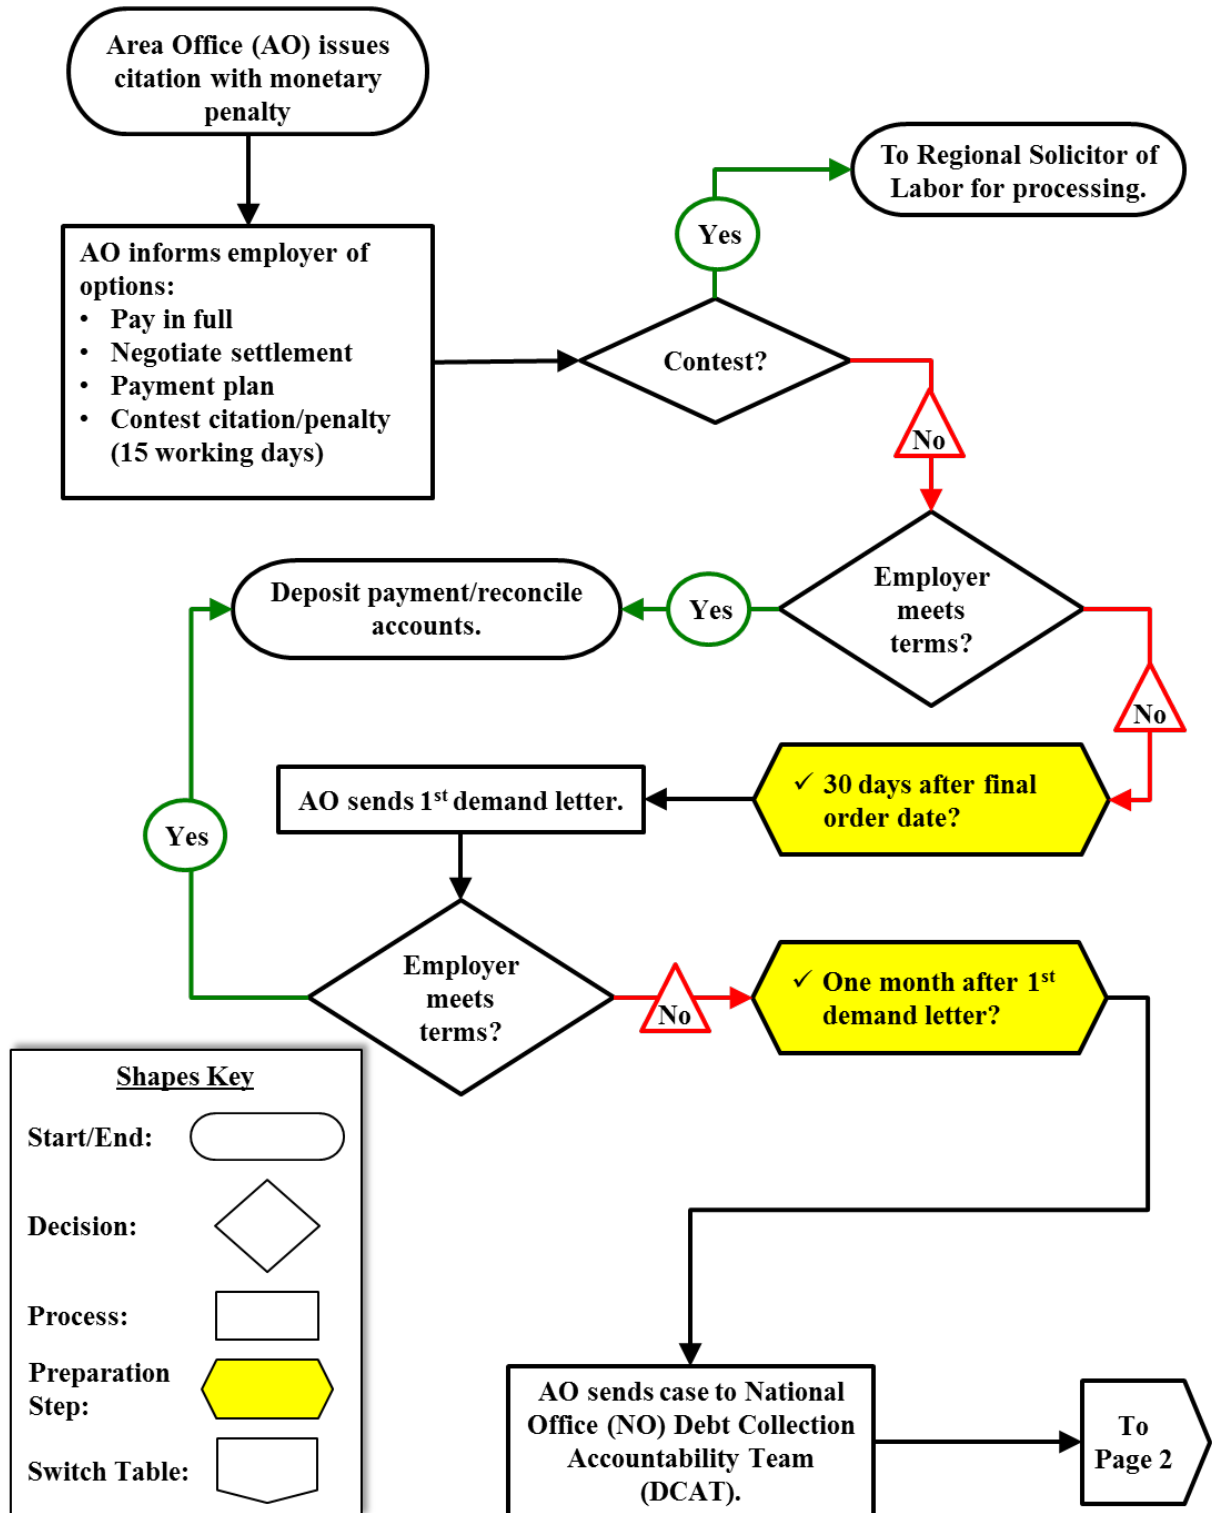 Area Office (AO) issues
citation with monetary
penalty
To Regional Solicitor of
Labor for processing.
Yes
AO informs employer of
options:
• Pay in full
• Negotiate settlement
• Payment plan
• Contest citation/penalty
(15 working days)
Contest?
No
Employer
meets
terms?
Yes
Deposit payment/reconcile
accounts.
No
✓ 30 days after final
order date?
AO sends 1st demand letter.
Yes
Employer
meets
terms?
No
✓ One month after 1st
demand letter?
Shapes Key
Start/End:
Decision:
Process:
Preparation
Step:
Switch Table:
AO sends case to National
Office (NO) Debt Collection
Accountability Team
(DCAT).
To
Page 2